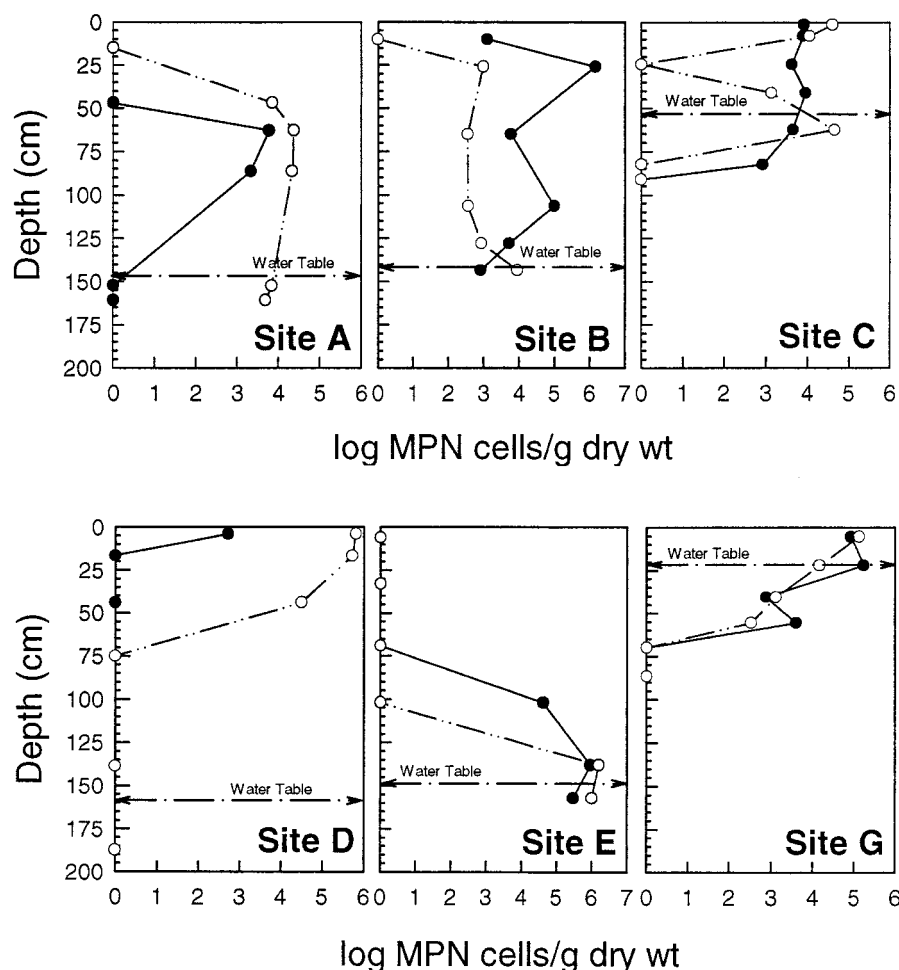 0
25
50
75
100
125
150
175
200
Depth (cm)
Water Table
Site A
0 1 2 3 4 5 6
Water Table
Site B
0 1 2 3 4 5 6 7
Water Table
Site C
0 1 2 3 4 5 6
log MPN cells/g dry wt
0
25
50
75
100
125
150
175
200
Depth (cm)
Water Table
Site D
0 1 2 3 4 5 6
Water Table
Site E
0 1 2 3 4 5 6 7
Water Table
Site G
0 1 2 3 4 5 6
log MPN cells/g dry wt